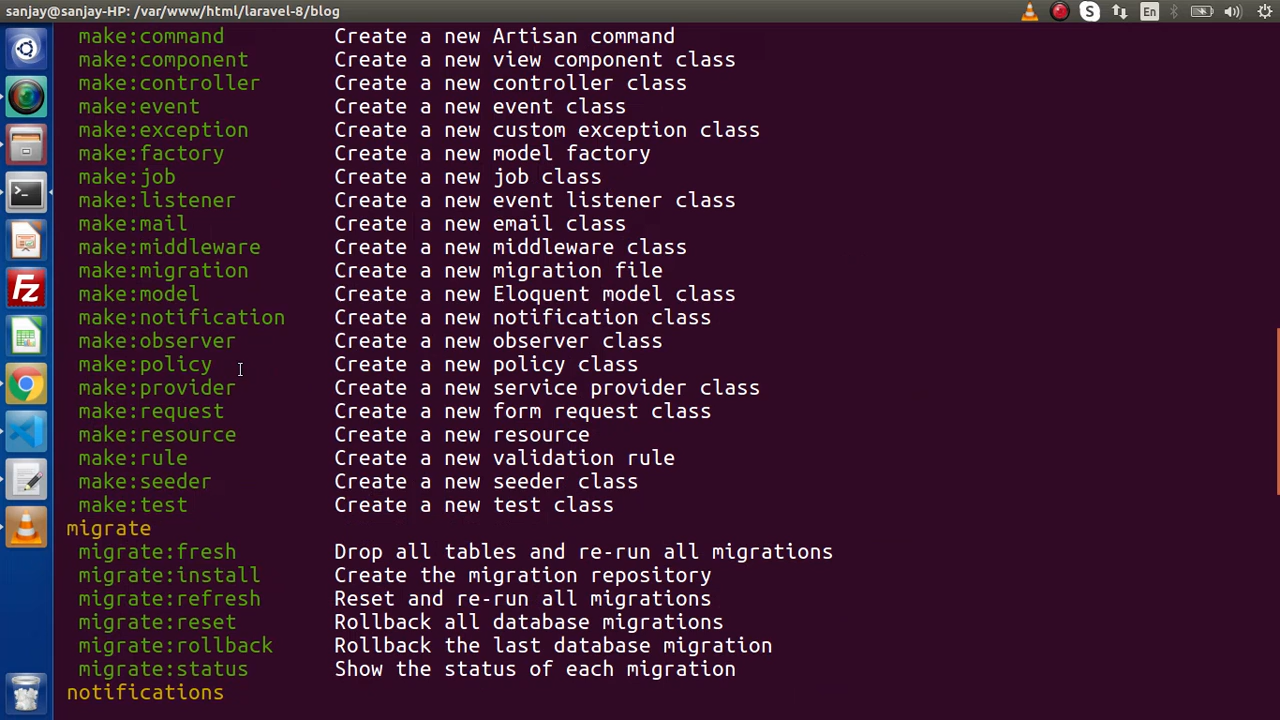 sanjay@sanjay-HP: /var/www/html/laravel-8/blog
En
make:command Create a new Artisan command
make:component Create a new view component class
make:controller Create a new controller class
make:event Create a new event class
make:exception Create a new custom exception class
make:factory Create a new model factory
make:job Create a new job class
make:listener Create a new event listener class
make:mail Create a new email class
make:middleware Create a new middleware class
make:migration Create a new migration file
make:model Create a new Eloquent model class
make:notification Create a new notification class
make:observer Create a new observer class
make:policy Create a new policy class
make:provider Create a new service provider class
make:request Create a new form request class
make:resource Create a new resource
make:rule Create a new validation rule
make:seeder Create a new seeder class
make:test Create a new test class
migrate
migrate:fresh Drop all tables and re-run all migrations
migrate:install Create the migration repository
migrate:refresh Reset and re-run all migrations
migrate:reset Rollback all database migrations
migrate:rollback Rollback the last database migration
migrate:status Show the status of each migration
notifications